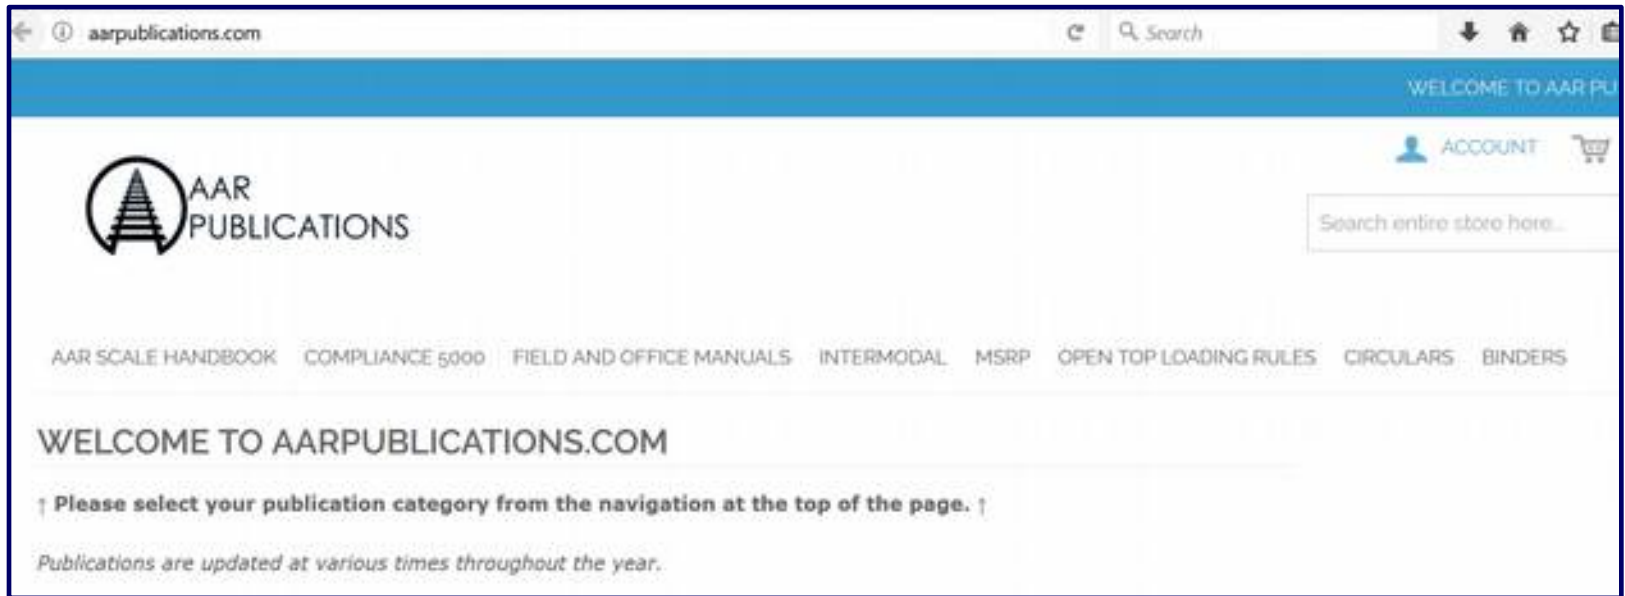 aarpublications.com Search
WELCOME TO AAR PU
ACCOUNT
AAR
PUBLICATIONS
Search entire store here...
AAR SCALE HANDBOOK COMPLIANCE 5000 FIELD AND OFFICE MANUALS INTERMODAL MSRP OPEN TOP LOADING RULES CIRCULARS BINDERS
WELCOME TO AARPUBLICATIONS.COM
↑ Please select your publication category from the navigation at the top of the page. ↑
Publications are updated at various times throughout the year.